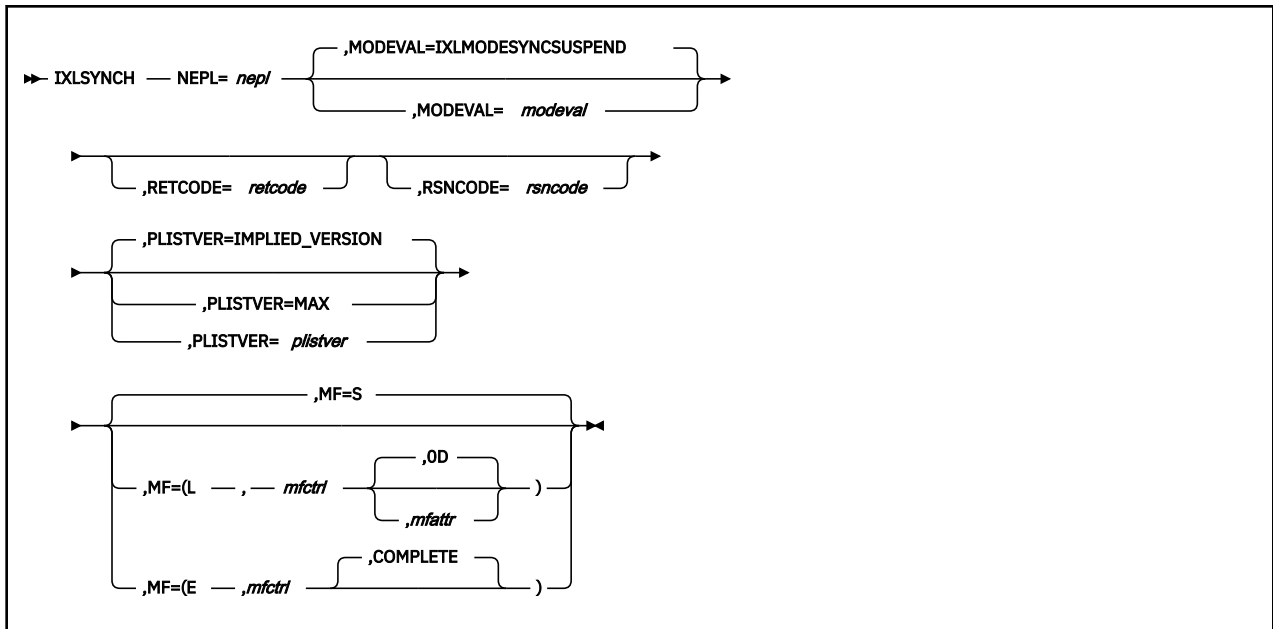 ,MODEVAL=IXLMODESYNCSUSPEND
IXLSYNCH NEPL= nepl
,MODEVAL= modeval
,RETCODE= retcode ,RSNCODE= rsncode
,PLISTVER=IMPLIED_VERSION
,PLISTVER=MAX
,PLISTVER= plistver
,MF=S
,0D
,MF=(L , mfctrl )
,mfattr
,COMPLETE
,MF=(E ,mfctrl )